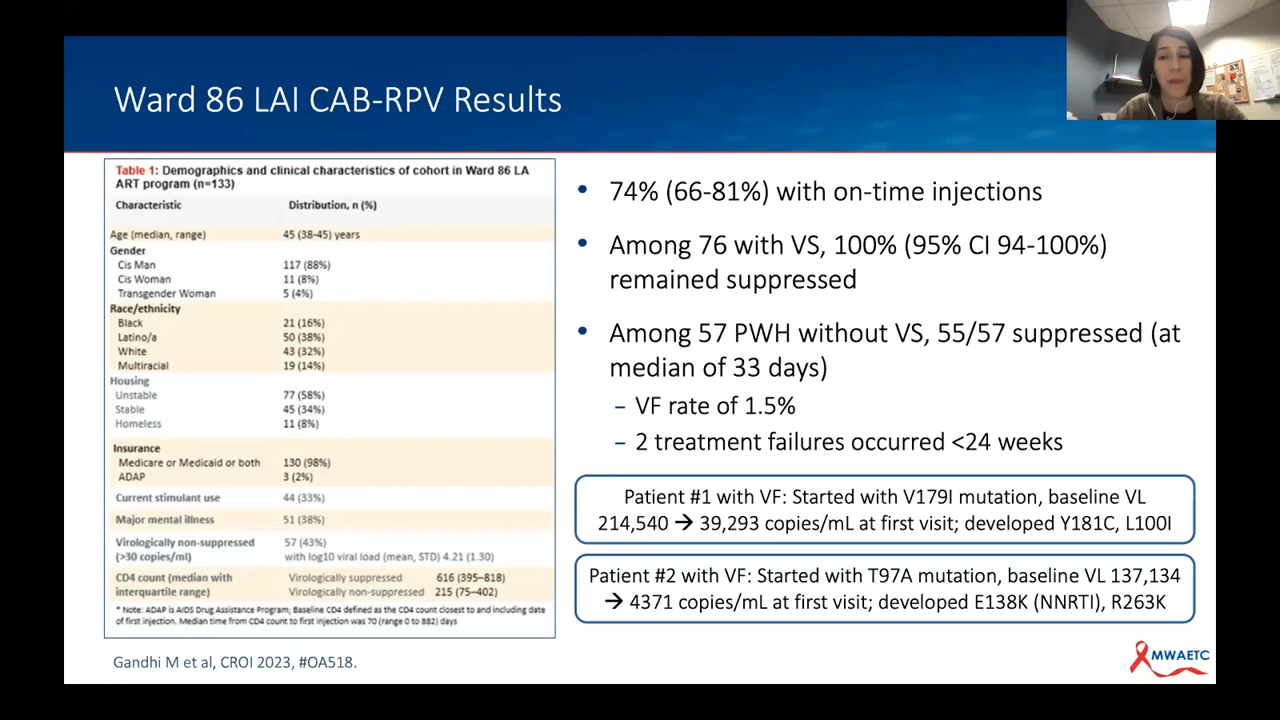 Ward 86 LAI CAB-RPV Results
Table 1: Demographics and clinical characteristics of cohort in Ward 86 LA
ART program (n=133)
Characteristic Distribution, n (%)
Age (median, range) 45 (38-45) years
Gender
Cis Man 117 (88%)
Cis Woman 11 (8%)
Transgender Woman 5 (4%)
Race/ethnicity
Black 21 (16%)
Latino/a 50 (38%)
White 43 (32%)
Multiracial 19 (14%)
Housing
Unstable 77 (58%)
Stable 45 (34%)
Homeless 11 (8%)
Insurance
Medicare or Medicaid or both 130 (98%)
ADAP 3 (2%)
Current stimulant use 44 (33%)
Major mental illness 51 (38%)
Virologically non-suppressed 57 (43%)
(>30 copies/ml) with log10 viral load (mean, STD) 4.21 (1.30)
CD4 count (median with Virologically suppressed 616 (395–818)
interquartile range) Virologically non-suppressed 215 (75–402)
* Note: ADAP is AIDS Drug Assistance Program; Baseline CD4 defined as the CD4 count closest to and including date
of first injection. Median time from CD4 count to first injection was 70 (range 0 to 882) days
Gandhi M et al, CROI 2023, #OA518.
• 74% (66-81%) with on-time injections
• Among 76 with VS, 100% (95% CI 94-100%)
remained suppressed
• Among 57 PWH without VS, 55/57 suppressed (at
median of 33 days)
– VF rate of 1.5%
– 2 treatment failures occurred <24 weeks
Patient #1 with VF: Started with V179I mutation, baseline VL
214,540 → 39,293 copies/mL at first visit; developed Y181C, L100I
Patient #2 with VF: Started with T97A mutation, baseline VL 137,134
→ 4371 copies/mL at first visit; developed E138K (NNRTI), R263K
MWAETC